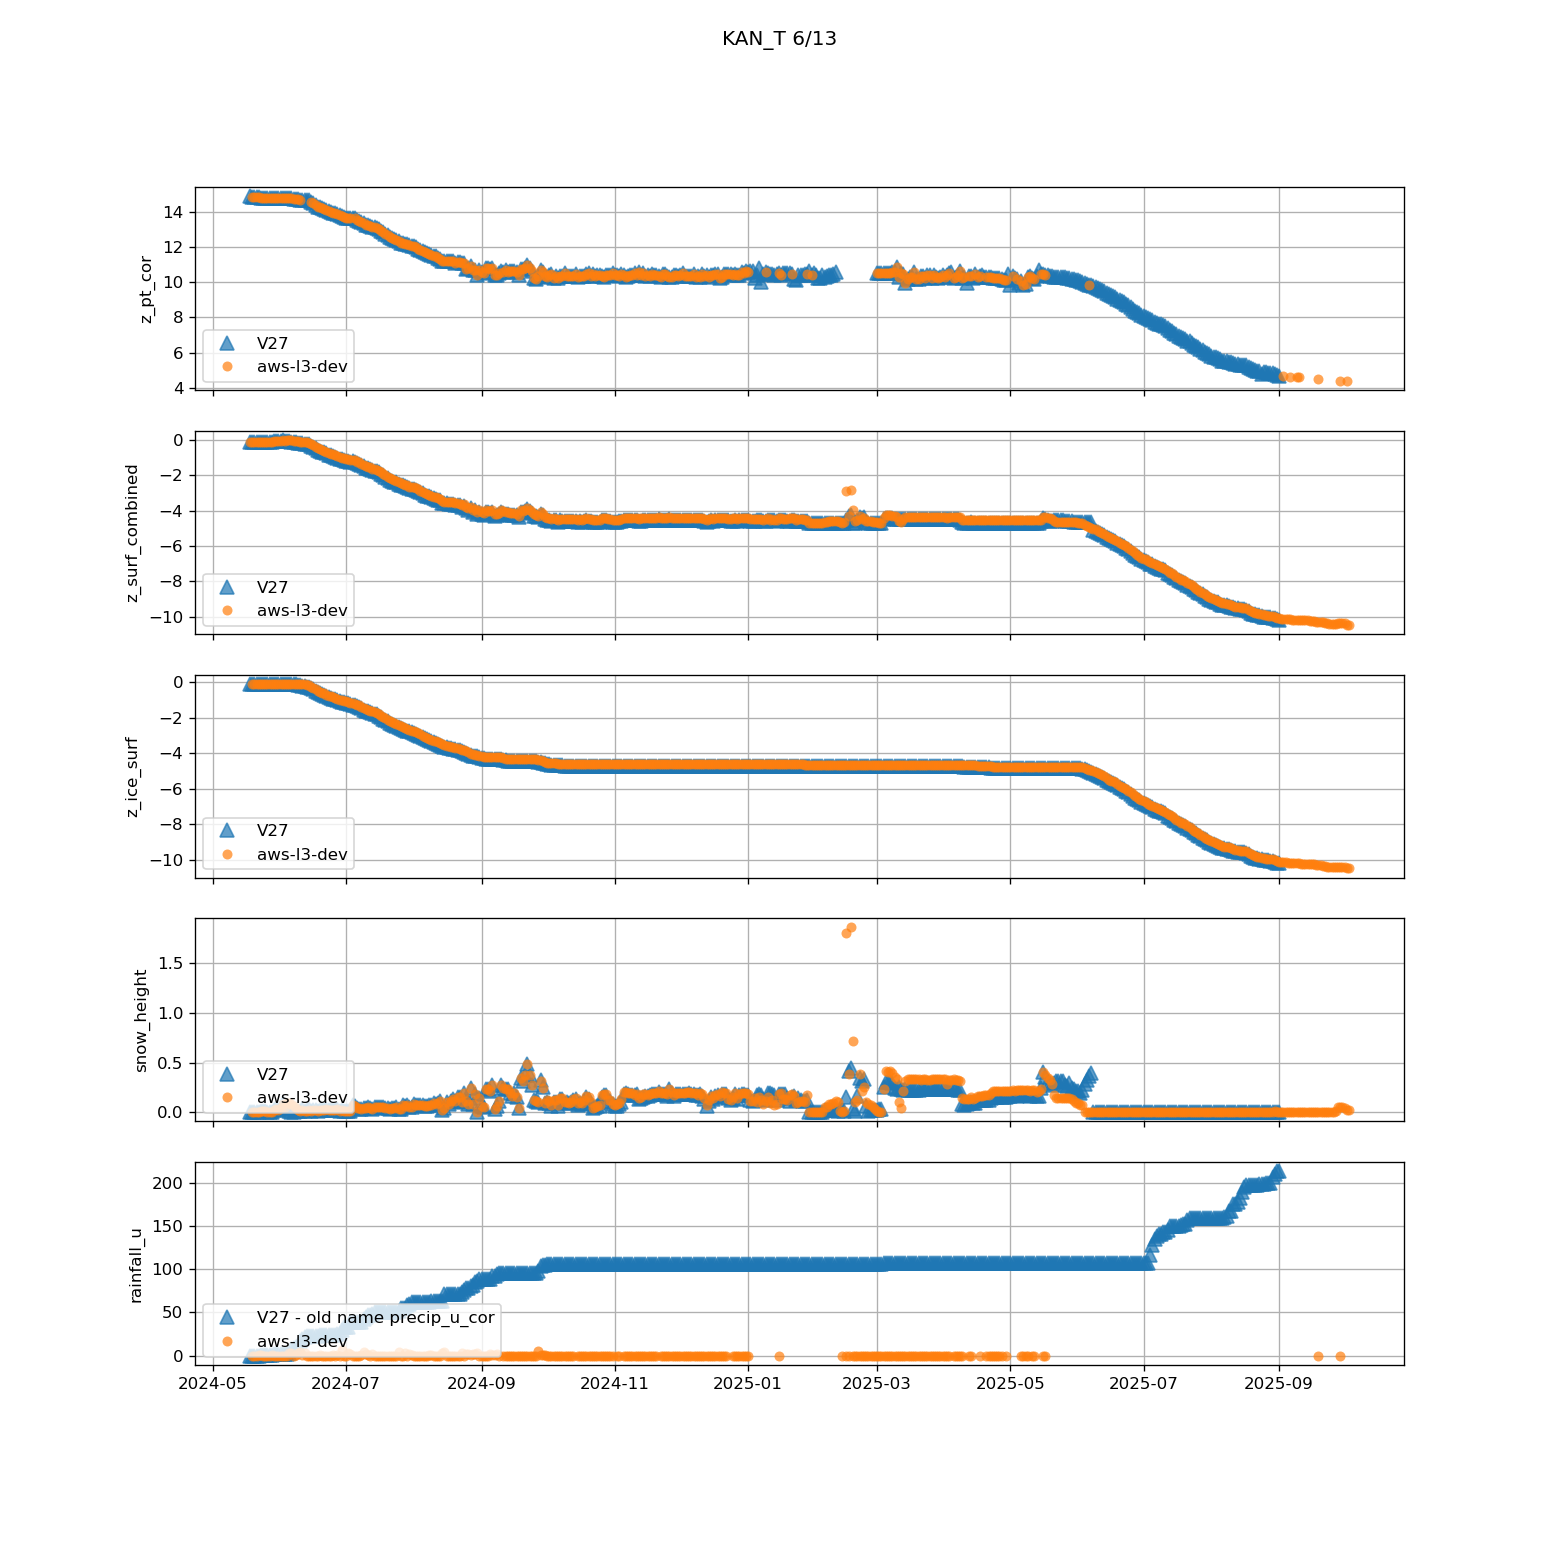 KAN_T 6/13
14
12
10
8
6
4
z_pt_cor
V27
aws-l3-dev
0
−2
−4
−6
−8
−10
z_surf_combined
V27
aws-l3-dev
0
−2
−4
−6
−8
−10
z_ice_surf
V27
aws-l3-dev
1.5
1.0
0.5
0.0
snow_height
V27
aws-l3-dev
200
150
100
50
0
rainfall_u
V27 - old name precip_u_cor
aws-l3-dev
2024-05 2024-07 2024-09 2024-11 2025-01 2025-03 2025-05 2025-07 2025-09